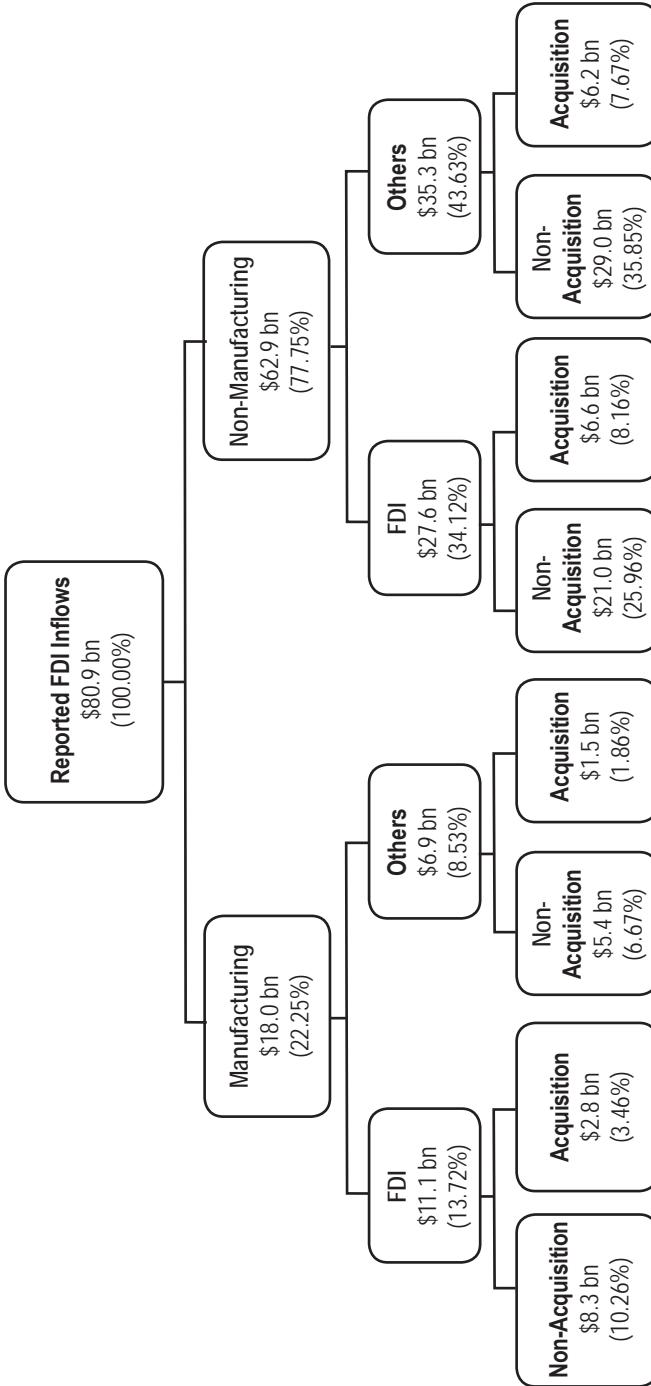 Reported FDI Inflows
$80.9 bn
(100.00%)
Manufacturing
$18.0 bn
(22.25%)
Non-Manufacturing
$62.9 bn
(77.75%)
FDI
$11.1 bn
(13.72%)
Others
$6.9 bn
(8.53%)
FDI
$27.6 bn
(34.12%)
Others
$35.3 bn
(43.63%)
Non-Acquisition
$8.3 bn
(10.26%)
Acquisition
$2.8 bn
(3.46%)
Non-
Acquisition
$5.4 bn
(6.67%)
Acquisition
$1.5 bn
(1.86%)
Non-
Acquisition
$21.0 bn
(25.96%)
Acquisition
$6.6 bn
(8.16%)
Non-
Acquisition
$29.0 bn
(35.85%)
Acquisition
$6.2 bn
(7.67%)